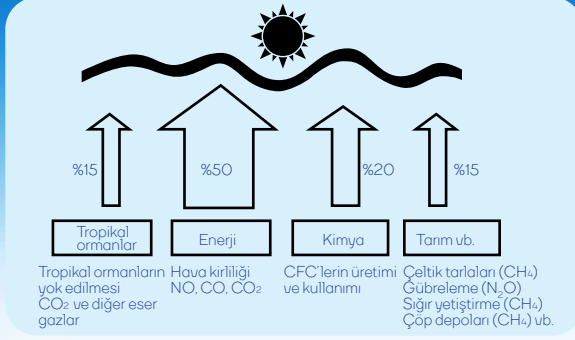 %15
%50
%20
%15
Tropikal
ormanlar
Enerji
Kimya
Tarım vb.
Tropikal ormanların
yok edilmesi
CO₂ ve diğer eser
gazlar
Hava kirliliği
NO, CO, CO₂
CFC'lerin üretimi
ve kullanımı
Çeltik tarlaları (CH₄)
Gübreleme (N₂O)
Sığır yetiştirme (CH₄)
Çöp depoları (CH₄) vb.